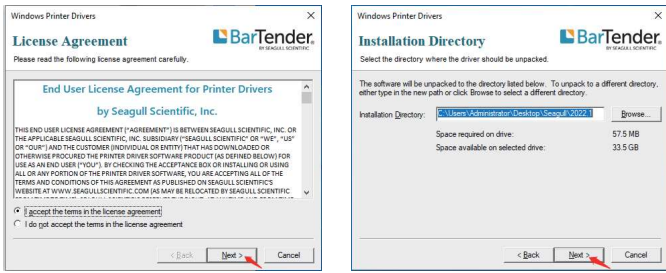 Windows Printer Drivers
License Agreement
BarTender®
BY SEAGULL SCIENTIFIC
Please read the following license agreement carefully.
End User License Agreement for Printer Drivers
by Seagull Scientific, Inc.
THIS END USER LICENSE AGREEMENT ("AGREEMENT") IS BETWEEN SEAGULL SCIENTIFIC, INC. OR
THE APPLICABLE SEAGULL SCIENTIFIC, INC. SUBSIDIARY ("SEAGULL SCIENTIFIC" OR "WE", "US"
OR "OUR") AND THE CUSTOMER (INDIVIDUAL OR ENTITY) THAT HAS DOWNLOADED OR
OTHERWISE PROCURED THE PRINTER DRIVER SOFTWARE PRODUCT (AS DEFINED BELOW) FOR
USE AS AN END USER ("YOU"). BY CHECKING THE ACCEPTANCE BOX OR INSTALLING OR USING
ALL OR ANY PORTION OF THE PRINTER DRIVER SOFTWARE, YOU ARE ACCEPTING ALL OF THE
TERMS AND CONDITIONS OF THIS AGREEMENT AS PUBLISHED ON SEAGULL SCIENTIFIC'S
WEBSITE AT WWW.SEAGULLSCIENTIFIC.COM (AS MAY BE RELOCATED BY SEAGULL SCIENTIFIC
I accept the terms in the license agreement
I do not accept the terms in the license agreement
< Back
Next >
Cancel
Windows Printer Drivers
Installation Directory
BarTender®
BY SEAGULL SCIENTIFIC
Select the directory where the driver should be unpacked.
The software will be unpacked to the directory listed below. To unpack to a different directory,
either type in the new path or click Browse to select a different directory.
Installation Directory: C:\Users\Administrator\Desktop\Seagull\2022.1 Browse...
Space required on drive: 57.5 MB
Space available on selected drive: 33.5 GB
< Back
Next >
Cancel